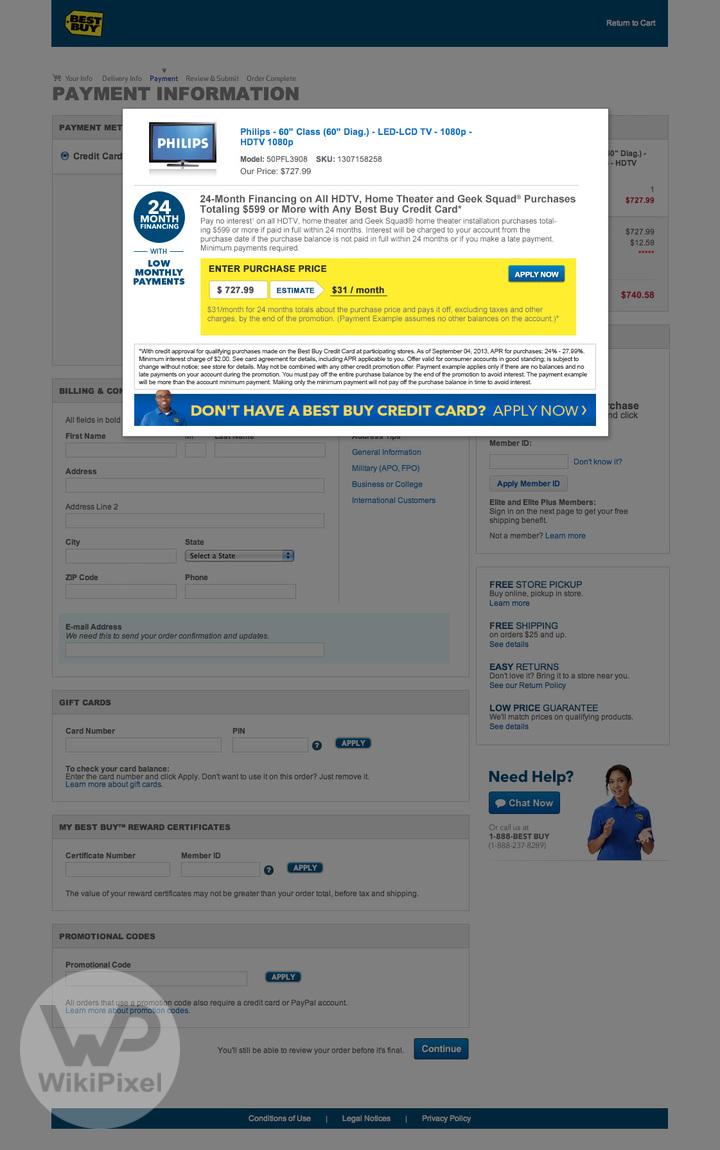 BEST BUY
Return to Cart
Your Info Delivery Info Payment Review & Submit Order Complete
PAYMENT INFORMATION
PAYMENT MET
Credit Card
60" Diag.) -
- HDTV
1
$727.99
$727.99
$12.59
*****
$740.58
PHILIPS
Philips - 60" Class (60" Diag.) - LED-LCD TV - 1080p -
HDTV 1080p
Model: 50PFL3908 SKU: 1307158258
Our Price: $727.99
24
MONTH
FINANCING
WITH
LOW
MONTHLY
PAYMENTS
24-Month Financing on All HDTV, Home Theater and Geek Squad® Purchases
Totaling $599 or More with Any Best Buy Credit Card*
Pay no interest* on all HDTV, home theater and Geek Squad® home theater installation purchases total-
ing $599 or more if paid in full within 24 months. Interest will be charged to your account from the
purchase date if the purchase balance is not paid in full within 24 months or if you make a late payment.
Minimum payments required.
ENTER PURCHASE PRICE
APPLY NOW
$ 727.99 ESTIMATE $31 / month
$31/month for 24 months totals about the purchase price and pays it off, excluding taxes and other
charges, by the end of the promotion. (Payment Example assumes no other balances on the account.)*
*With credit approval for qualifying purchases made on the Best Buy Credit Card at participating stores. As of September 04, 2013, APR for purchases: 24% - 27.99%.
Minimum interest charge of $2.00. See card agreement for details, including APR applicable to you. Offer valid for consumer accounts in good standing; is subject to
change without notice; see store for details. May not be combined with any other credit promotion offer. Payment example applies only if there are no balances and no
late payments on your account during the promotion. You must pay off the entire purchase balance by the end of the promotion to avoid interest. The payment example
will be more than the account minimum payment. Making only the minimum payment will not pay off the purchase balance in time to avoid interest.
DON'T HAVE A BEST BUY CREDIT CARD? APPLY NOW >
BILLING & CON
All fields in bold
First Name MI Last Name
Address
Address Line 2
City State
Select a State
ZIP Code Phone
Address Tips
General Information
Military (APO, FPO)
Business or College
International Customers
E-mail Address
We need this to send your order confirmation and updates.
rchase
nd click
Member ID:
Don't know it?
Apply Member ID
Elite and Elite Plus Members:
Sign in on the next page to get your free
shipping benefit.
Not a member? Learn more
FREE STORE PICKUP
Buy online, pickup in store.
Learn more
FREE SHIPPING
on orders $25 and up.
See details
EASY RETURNS
Don't love it? Bring it to a store near you.
See our Return Policy
LOW PRICE GUARANTEE
We'll match prices on qualifying products.
See details
GIFT CARDS
Card Number PIN
? APPLY
To check your card balance:
Enter the card number and click Apply. Don't want to use it on this order? Just remove it.
Learn more about gift cards.
Need Help?
Chat Now
Or call us at
1-888-BEST BUY
(1-888-237-8289)
MY BEST BUY™ REWARD CERTIFICATES
Certificate Number Member ID
? APPLY
The value of your reward certificates may not be greater than your order total, before tax and shipping.
PROMOTIONAL CODES
Promotional Code
APPLY
All orders that use a promotion code also require a credit card or PayPal account.
Learn more about promotion codes.
You'll still be able to review your order before it's final. Continue
WP
WikiPixel
Conditions of Use | Legal Notices | Privacy Policy